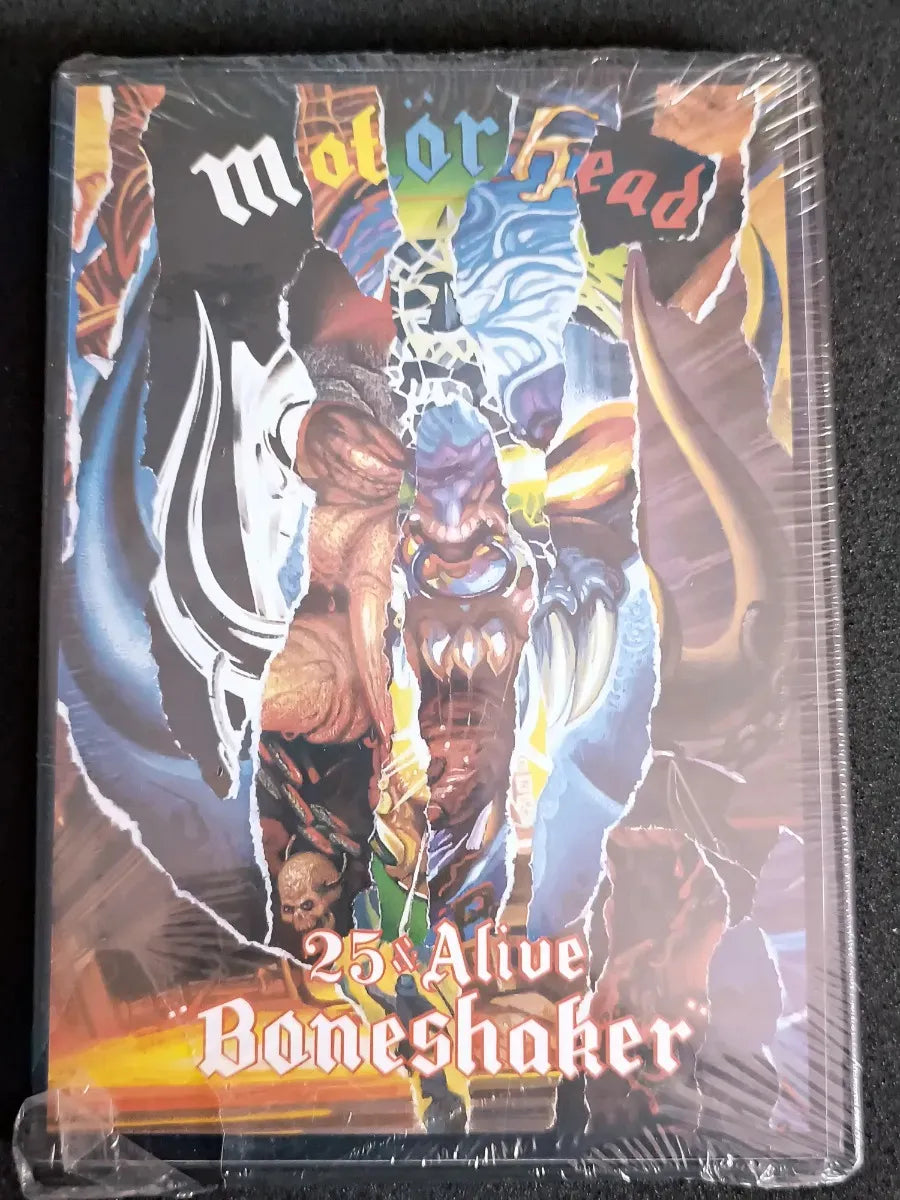 Motörhead
25 & Alive
"Boneshaker"